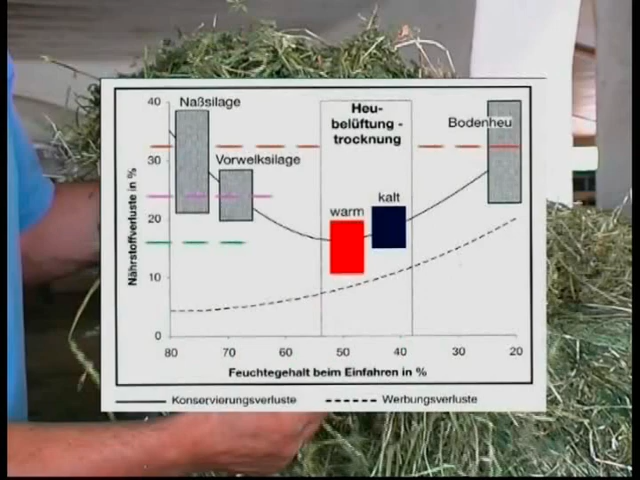 40
Naßsilage
Heu-
belüftung -
trocknung
Bodenheu
30
Vorwelksilage
Nährstoffverluste in %
warm
kalt
20
10
0
80 70 60 50 40 30 20
Feuchtegehalt beim Einfahren in %
Konservierungsverluste Werbungsverluste